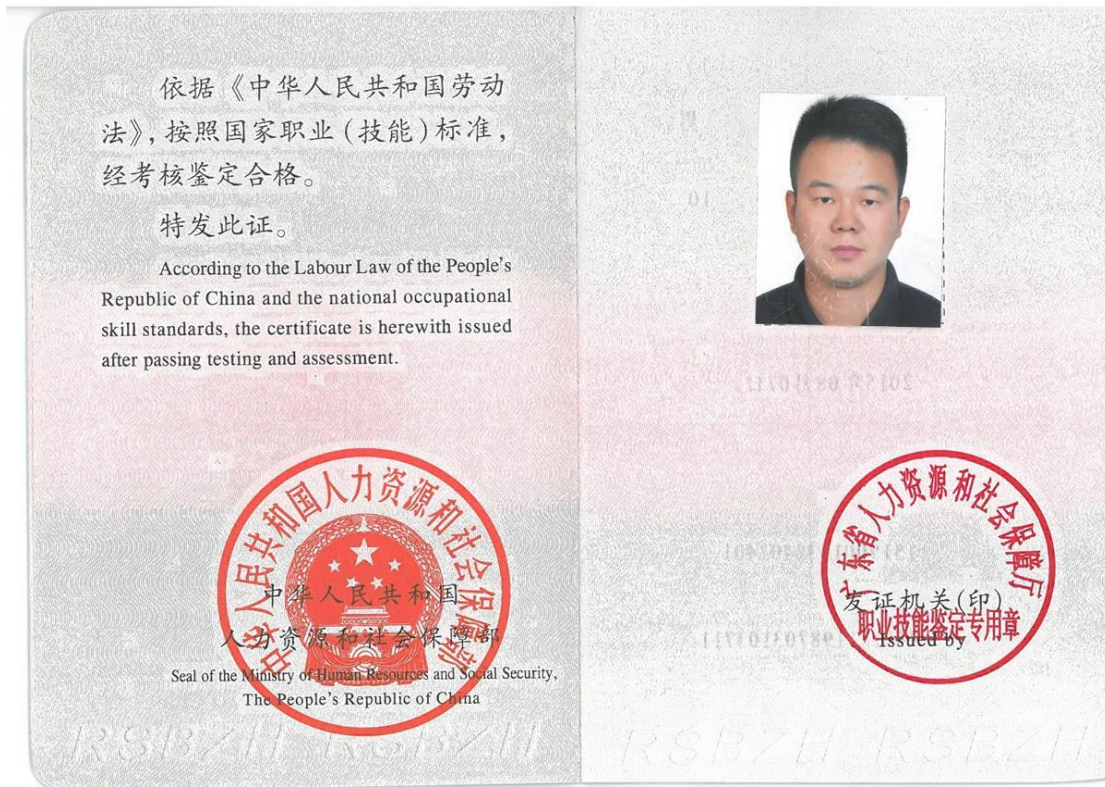 依据《中华人民共和国劳动
法》,按照国家职业(技能)标准,
经考核鉴定合格。
特发此证。
According to the Labour Law of the People's
Republic of China and the national occupational
skill standards, the certificate is herewith issued
after passing testing and assessment.
中华人民共和国人力资源和社会保障部
中华人民共和国
人力资源和社会保障部
Seal of the Ministry of Human Resources and Social Security,
The People's Republic of China
RSBZH RSBZH
广东省人力资源和社会保障厅
发证机关(印)
职业技能鉴定专用章
Issued by
RSBZH RSBZH